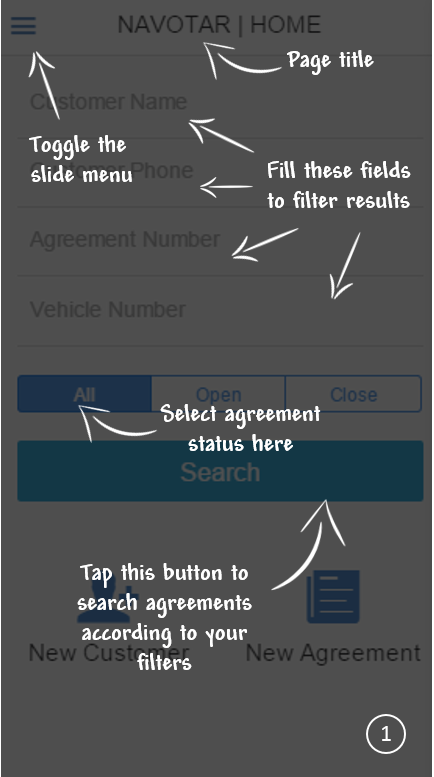 NAVOTAR | HOME
Page title
Customer Name
Toggle the
slide menu
Customer Phone
Fill these fields
to filter results
Agreement Number
Vehicle Number
All
Open
Close
Select agreement
status here
Search
Tap this button to
search agreements
according to your
filters
New Customer
New Agreement
1